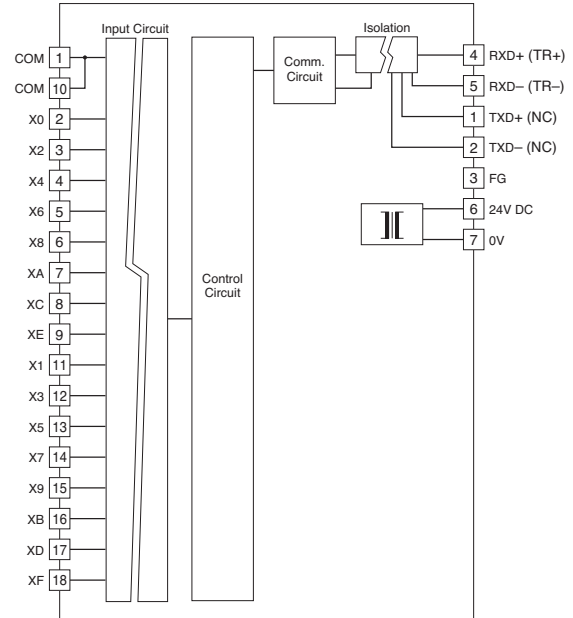 Input Circuit
Isolation
COM 1
COM 10
X0 2
X2 3
X4 4
X6 5
X8 6
XA 7
XC 8
XE 9
X1 11
X3 12
X5 13
X7 14
X9 15
XB 16
XD 17
XF 18
Control
Circuit
Comm.
Circuit
4 RXD+ (TR+)
5 RXD– (TR–)
1 TXD+ (NC)
2 TXD– (NC)
3 FG
6 24V DC
7 0V